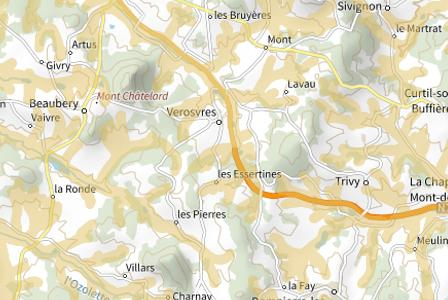 Sivignon
les Bruyères
le Martrat
Artus
Mont
Givry
Lavau
Mont Châtelard
Curtil-so
Buffière
Beaubery
Verosvres
Vaivre
les Essertines
Trivy
La Chap
Mont-de
la Ronde
les Pierres
Meulin
Villars
l'Ozolette
la Fay
Charnay